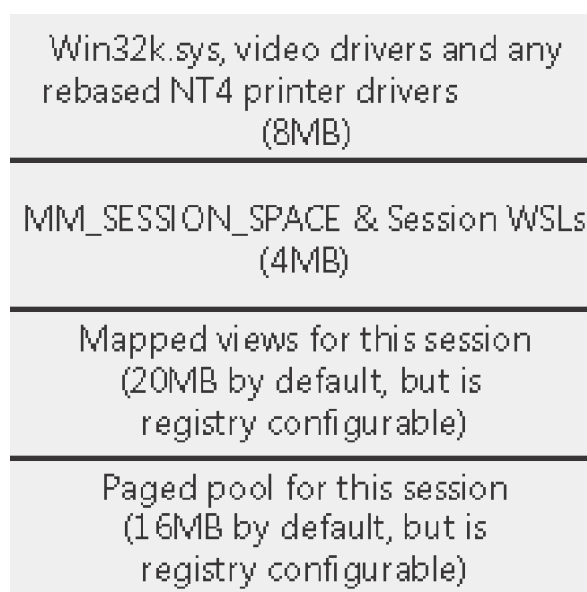 Win32k.sys, video drivers and any
rebased NT4 printer drivers
(8MB)
MM_SESSION_SPACE & Session WSLs
(4MB)
Mapped views for this session
(20MB by default, but is
registry configurable)
Paged pool for this session
(16MB by default, but is
registry configurable)